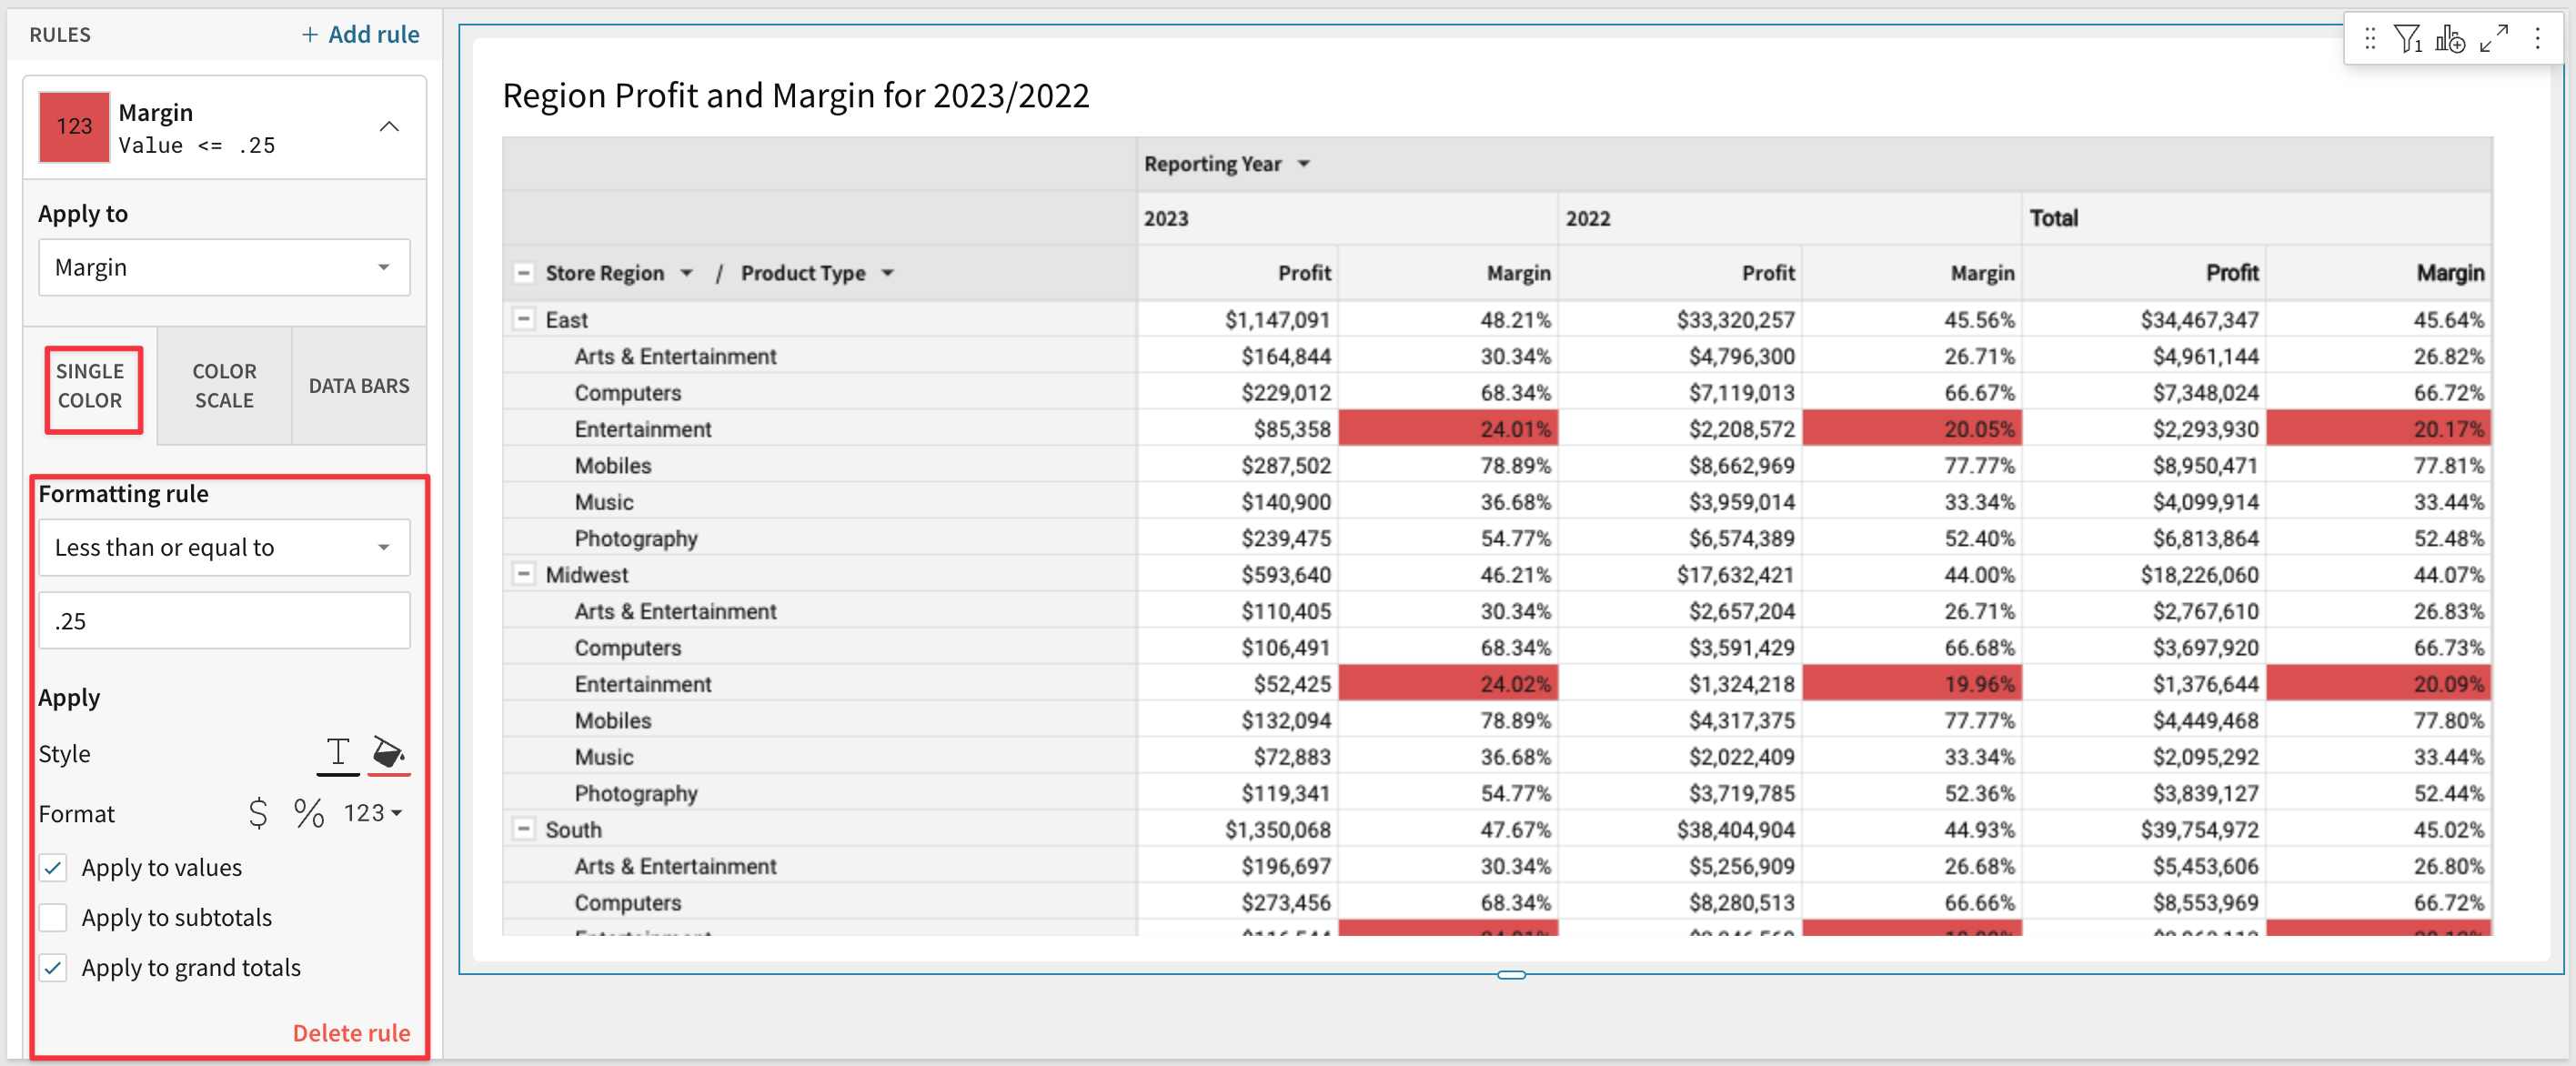 RULES + Add rule
123 Margin
Value <= .25
Apply to
Margin
SINGLE COLOR
COLOR SCALE
DATA BARS
Formatting rule
Less than or equal to
.25
Apply
Style T
Format $ % 123
Apply to values
Apply to subtotals
Apply to grand totals
Delete rule
1
Region Profit and Margin for 2023/2022
Reporting Year
2023 2022 Total
Store Region / Product Type Profit Margin Profit Margin Profit Margin
East $1,147,091 48.21% $33,320,257 45.56% $34,467,347 45.64%
Arts & Entertainment $164,844 30.34% $4,796,300 26.71% $4,961,144 26.82%
Computers $229,012 68.34% $7,119,013 66.67% $7,348,024 66.72%
Entertainment $85,358 24.01% $2,208,572 20.05% $2,293,930 20.17%
Mobiles $287,502 78.89% $8,662,969 77.77% $8,950,471 77.81%
Music $140,900 36.68% $3,959,014 33.34% $4,099,914 33.44%
Photography $239,475 54.77% $6,574,389 52.40% $6,813,864 52.48%
Midwest $593,640 46.21% $17,632,421 44.00% $18,226,060 44.07%
Arts & Entertainment $110,405 30.34% $2,657,204 26.71% $2,767,610 26.83%
Computers $106,491 68.34% $3,591,429 66.68% $3,697,920 66.73%
Entertainment $52,425 24.02% $1,324,218 19.96% $1,376,644 20.09%
Mobiles $132,094 78.89% $4,317,375 77.77% $4,449,468 77.80%
Music $72,883 36.68% $2,022,409 33.34% $2,095,292 33.44%
Photography $119,341 54.77% $3,719,785 52.36% $3,839,127 52.44%
South $1,350,068 47.67% $38,404,904 44.93% $39,754,972 45.02%
Arts & Entertainment $196,697 30.34% $5,256,909 26.68% $5,453,606 26.80%
Computers $273,456 68.34% $8,280,513 66.66% $8,553,969 66.72%
Entertainment